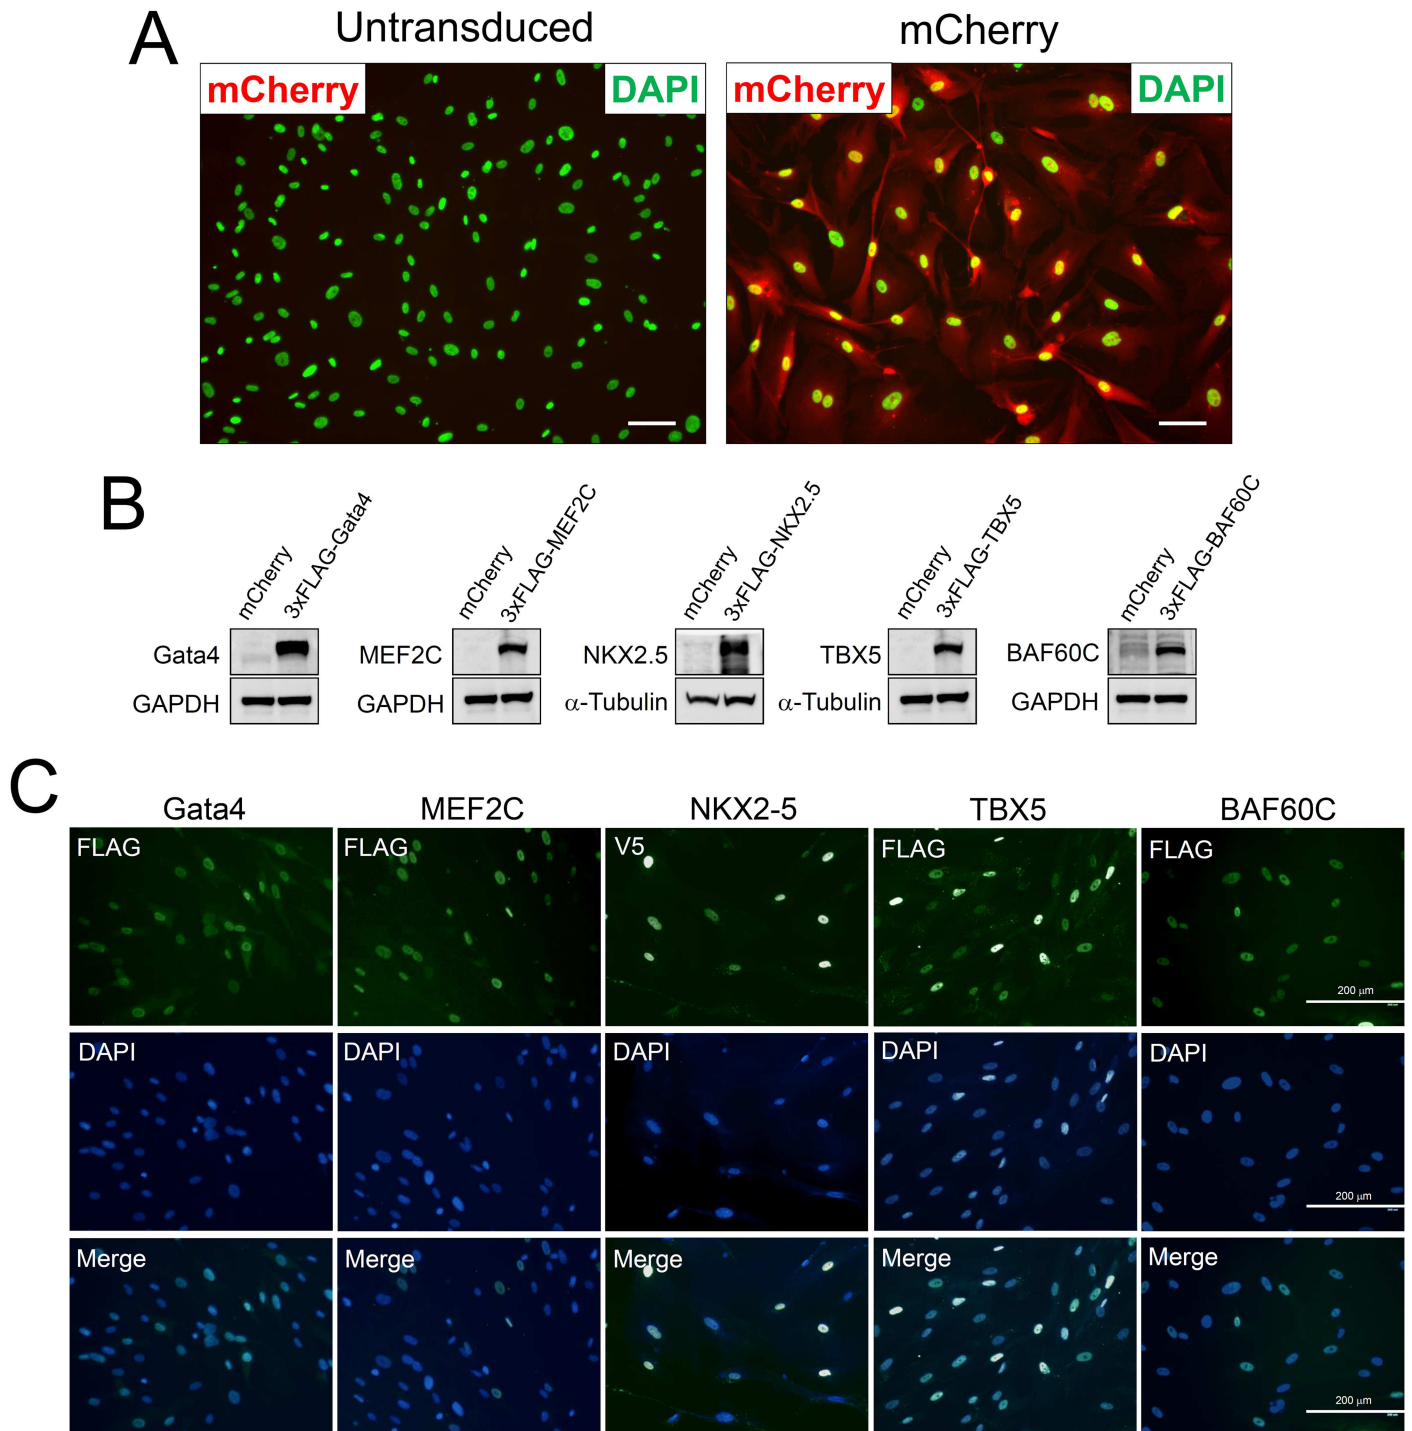 A
Untransduced
mCherry
mCherry
DAPI
mCherry
DAPI
B
mCherry
3xFLAG-Gata4
mCherry
3xFLAG-MEF2C
mCherry
3xFLAG-NKX2.5
mCherry
3xFLAG-TBX5
mCherry
3xFLAG-BAF60C
Gata4
MEF2C
NKX2.5
TBX5
BAF60C
GAPDH
GAPDH
α-Tubulin
α-Tubulin
GAPDH
C
Gata4
MEF2C
NKX2-5
TBX5
BAF60C
FLAG
FLAG
V5
FLAG
FLAG
200 µm
DAPI
DAPI
DAPI
DAPI
DAPI
200 µm
Merge
Merge
Merge
Merge
Merge
200 µm